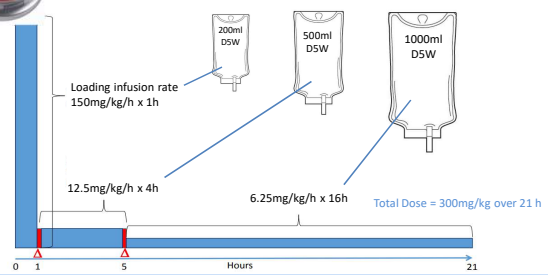 200ml
D5W
500ml
D5W
1000ml
D5W
Loading infusion rate
150mg/kg/h x 1h
12.5mg/kg/h x 4h
6.25mg/kg/h x 16h
Total Dose = 300mg/kg over 21 h
0 1 5 Hours 21